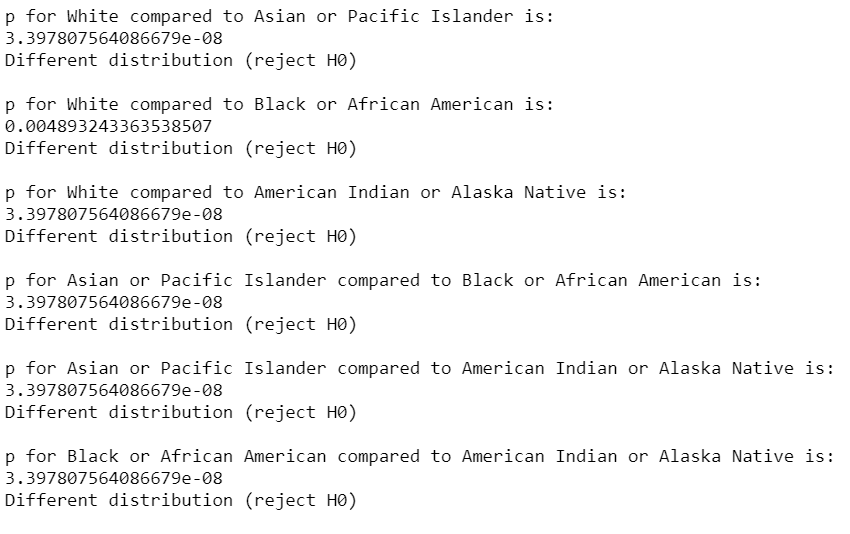 p for White compared to Asian or Pacific Islander is:
3.397807564086679e-08
Different distribution (reject H0)
p for White compared to Black or African American is:
0.004893243363538507
Different distribution (reject H0)
p for White compared to American Indian or Alaska Native is:
3.397807564086679e-08
Different distribution (reject H0)
p for Asian or Pacific Islander compared to Black or African American is:
3.397807564086679e-08
Different distribution (reject H0)
p for Asian or Pacific Islander compared to American Indian or Alaska Native is:
3.397807564086679e-08
Different distribution (reject H0)
p for Black or African American compared to American Indian or Alaska Native is:
3.397807564086679e-08
Different distribution (reject H0)